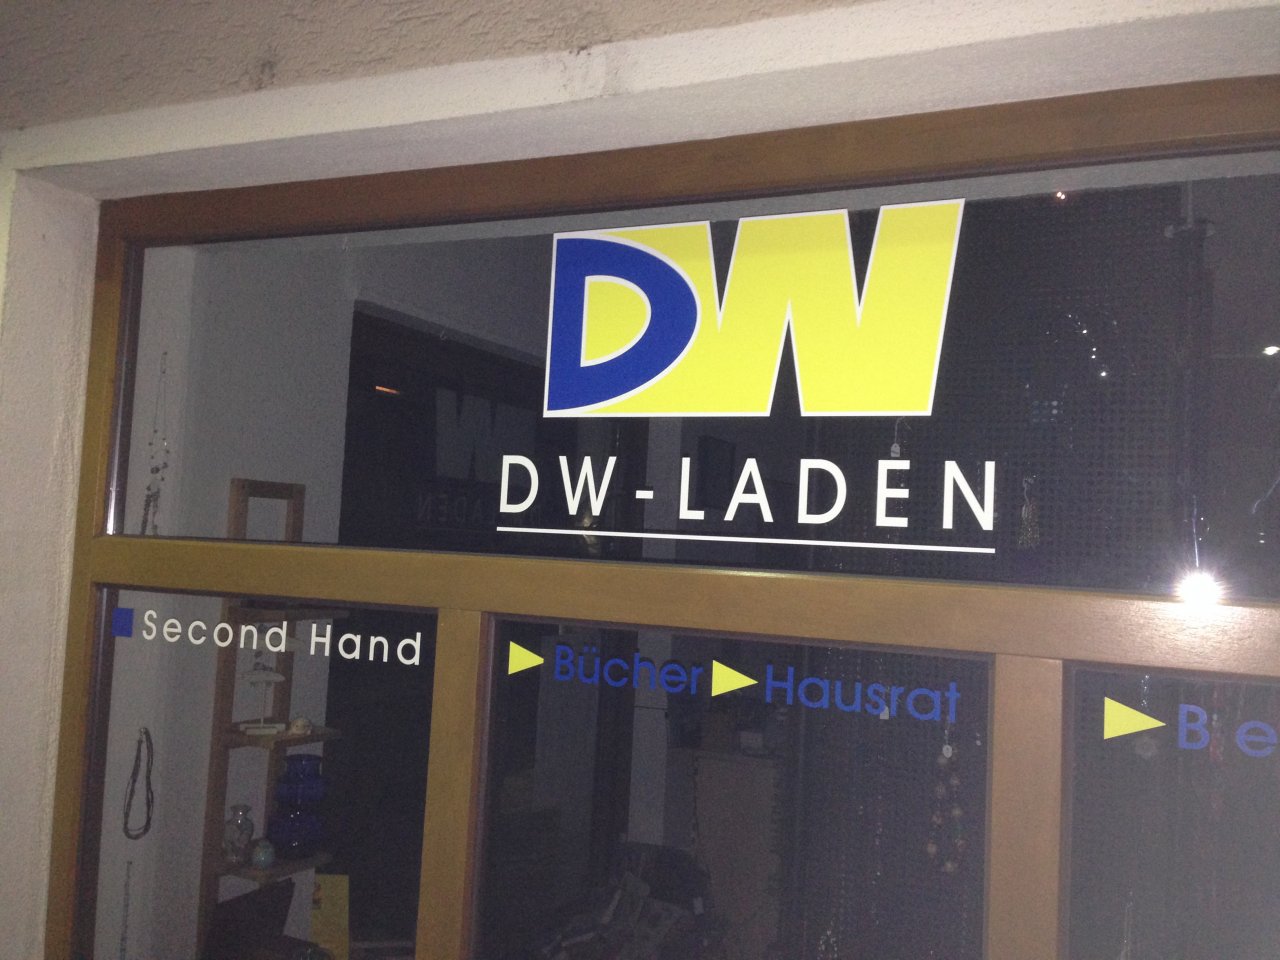 DW
DW-LADEN
Second Hand
Bücher Hausrat